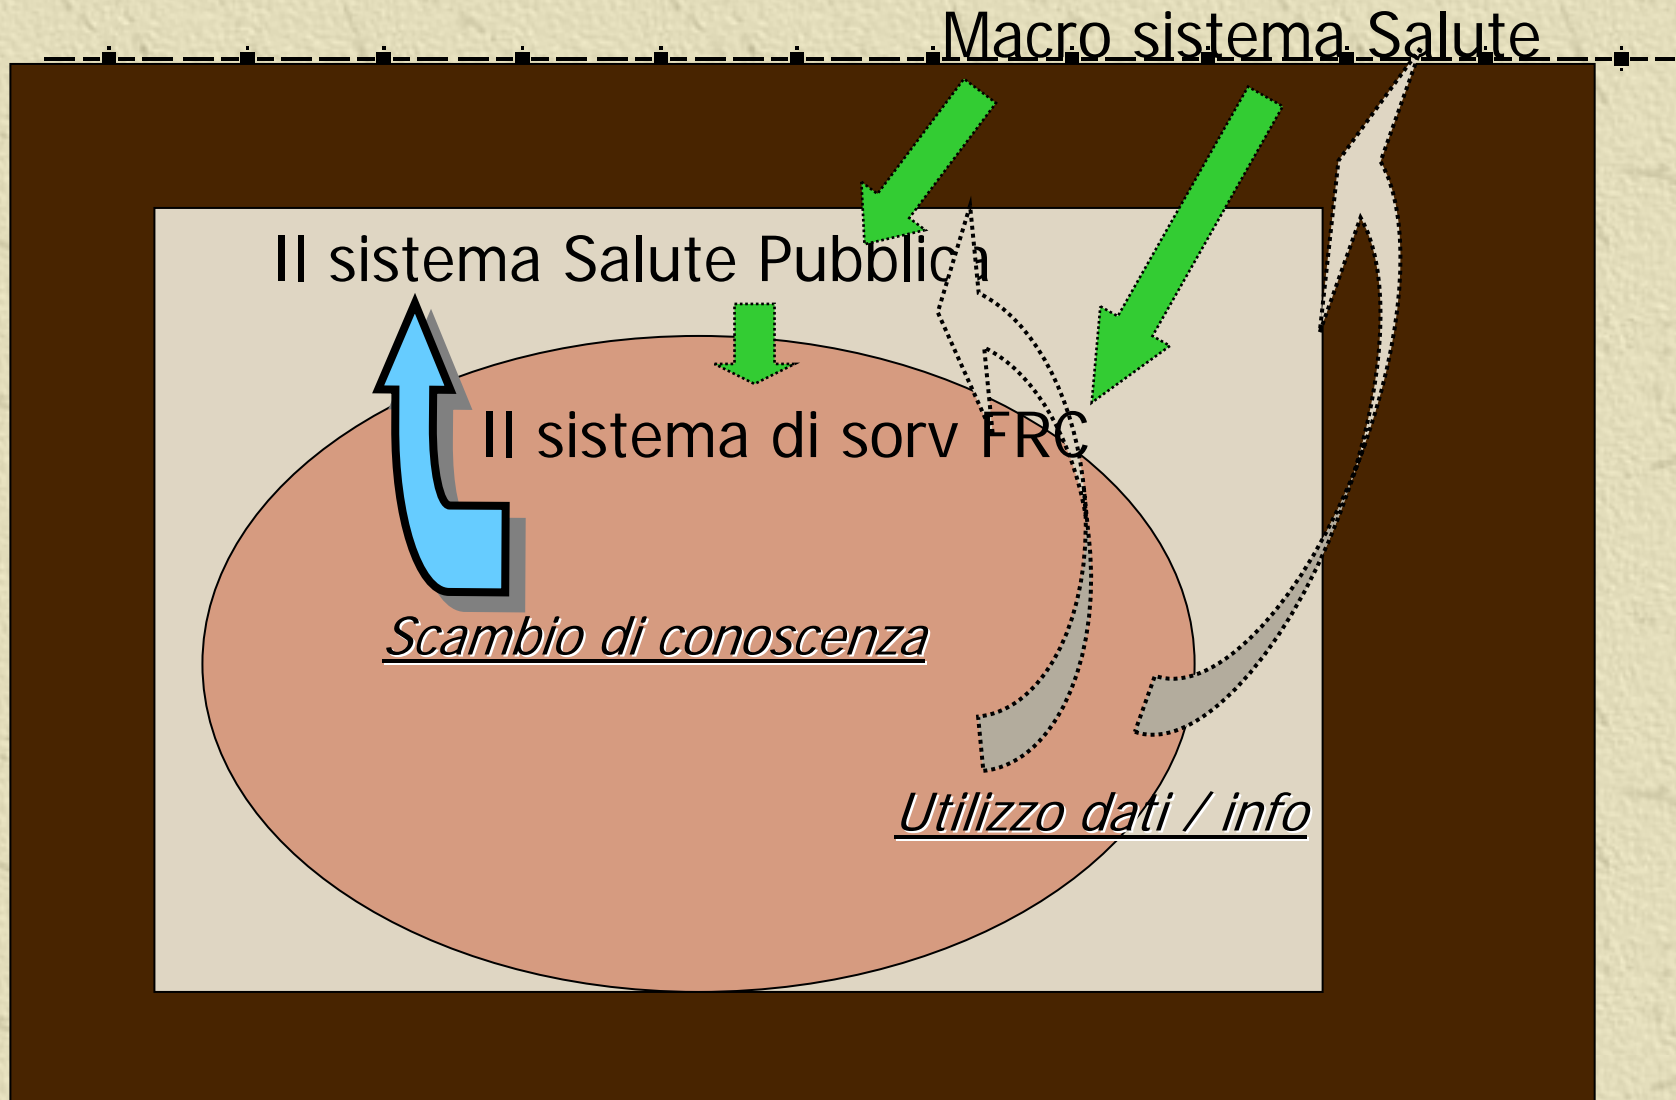 Macro sistema Salute
Il sistema Salute Pubblica
Il sistema di sorv FRC
Scambio di conoscenza
Utilizzo dati / info